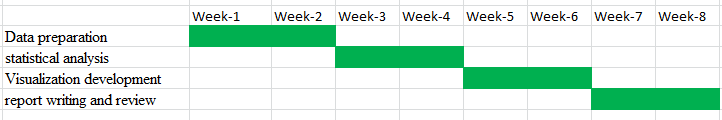 Week-1 Week-2 Week-3 Week-4 Week-5 Week-6 Week-7 Week-8
Data preparation
statistical analysis
Visualization development
report writing and review